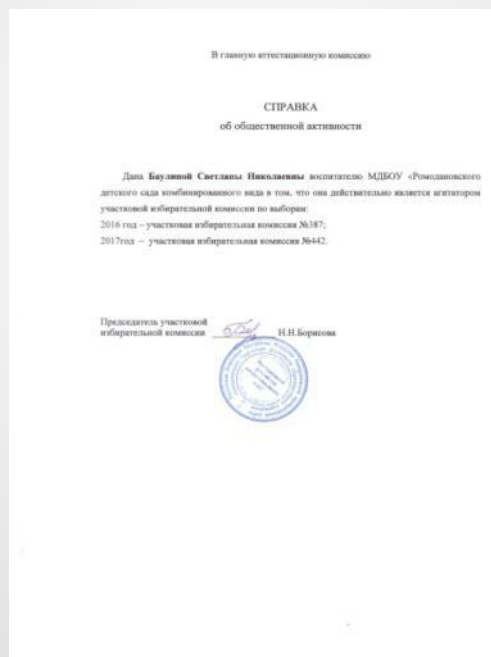 В главную аттестационную комиссию
СПРАВКА
об общественной активности
Дана Баулиной Светланы Николаевны воспитателю МДБОУ «Ромодановского
детского сада комбинированного вида в том, что она действительно является агитатором
участковой избирательной комиссии по выборам:
2016 год – участковая избирательная комиссия №387;
2017год – участковая избирательная комиссия №442.
Председатель участковой
избирательной комиссии Н.Н.Борисова